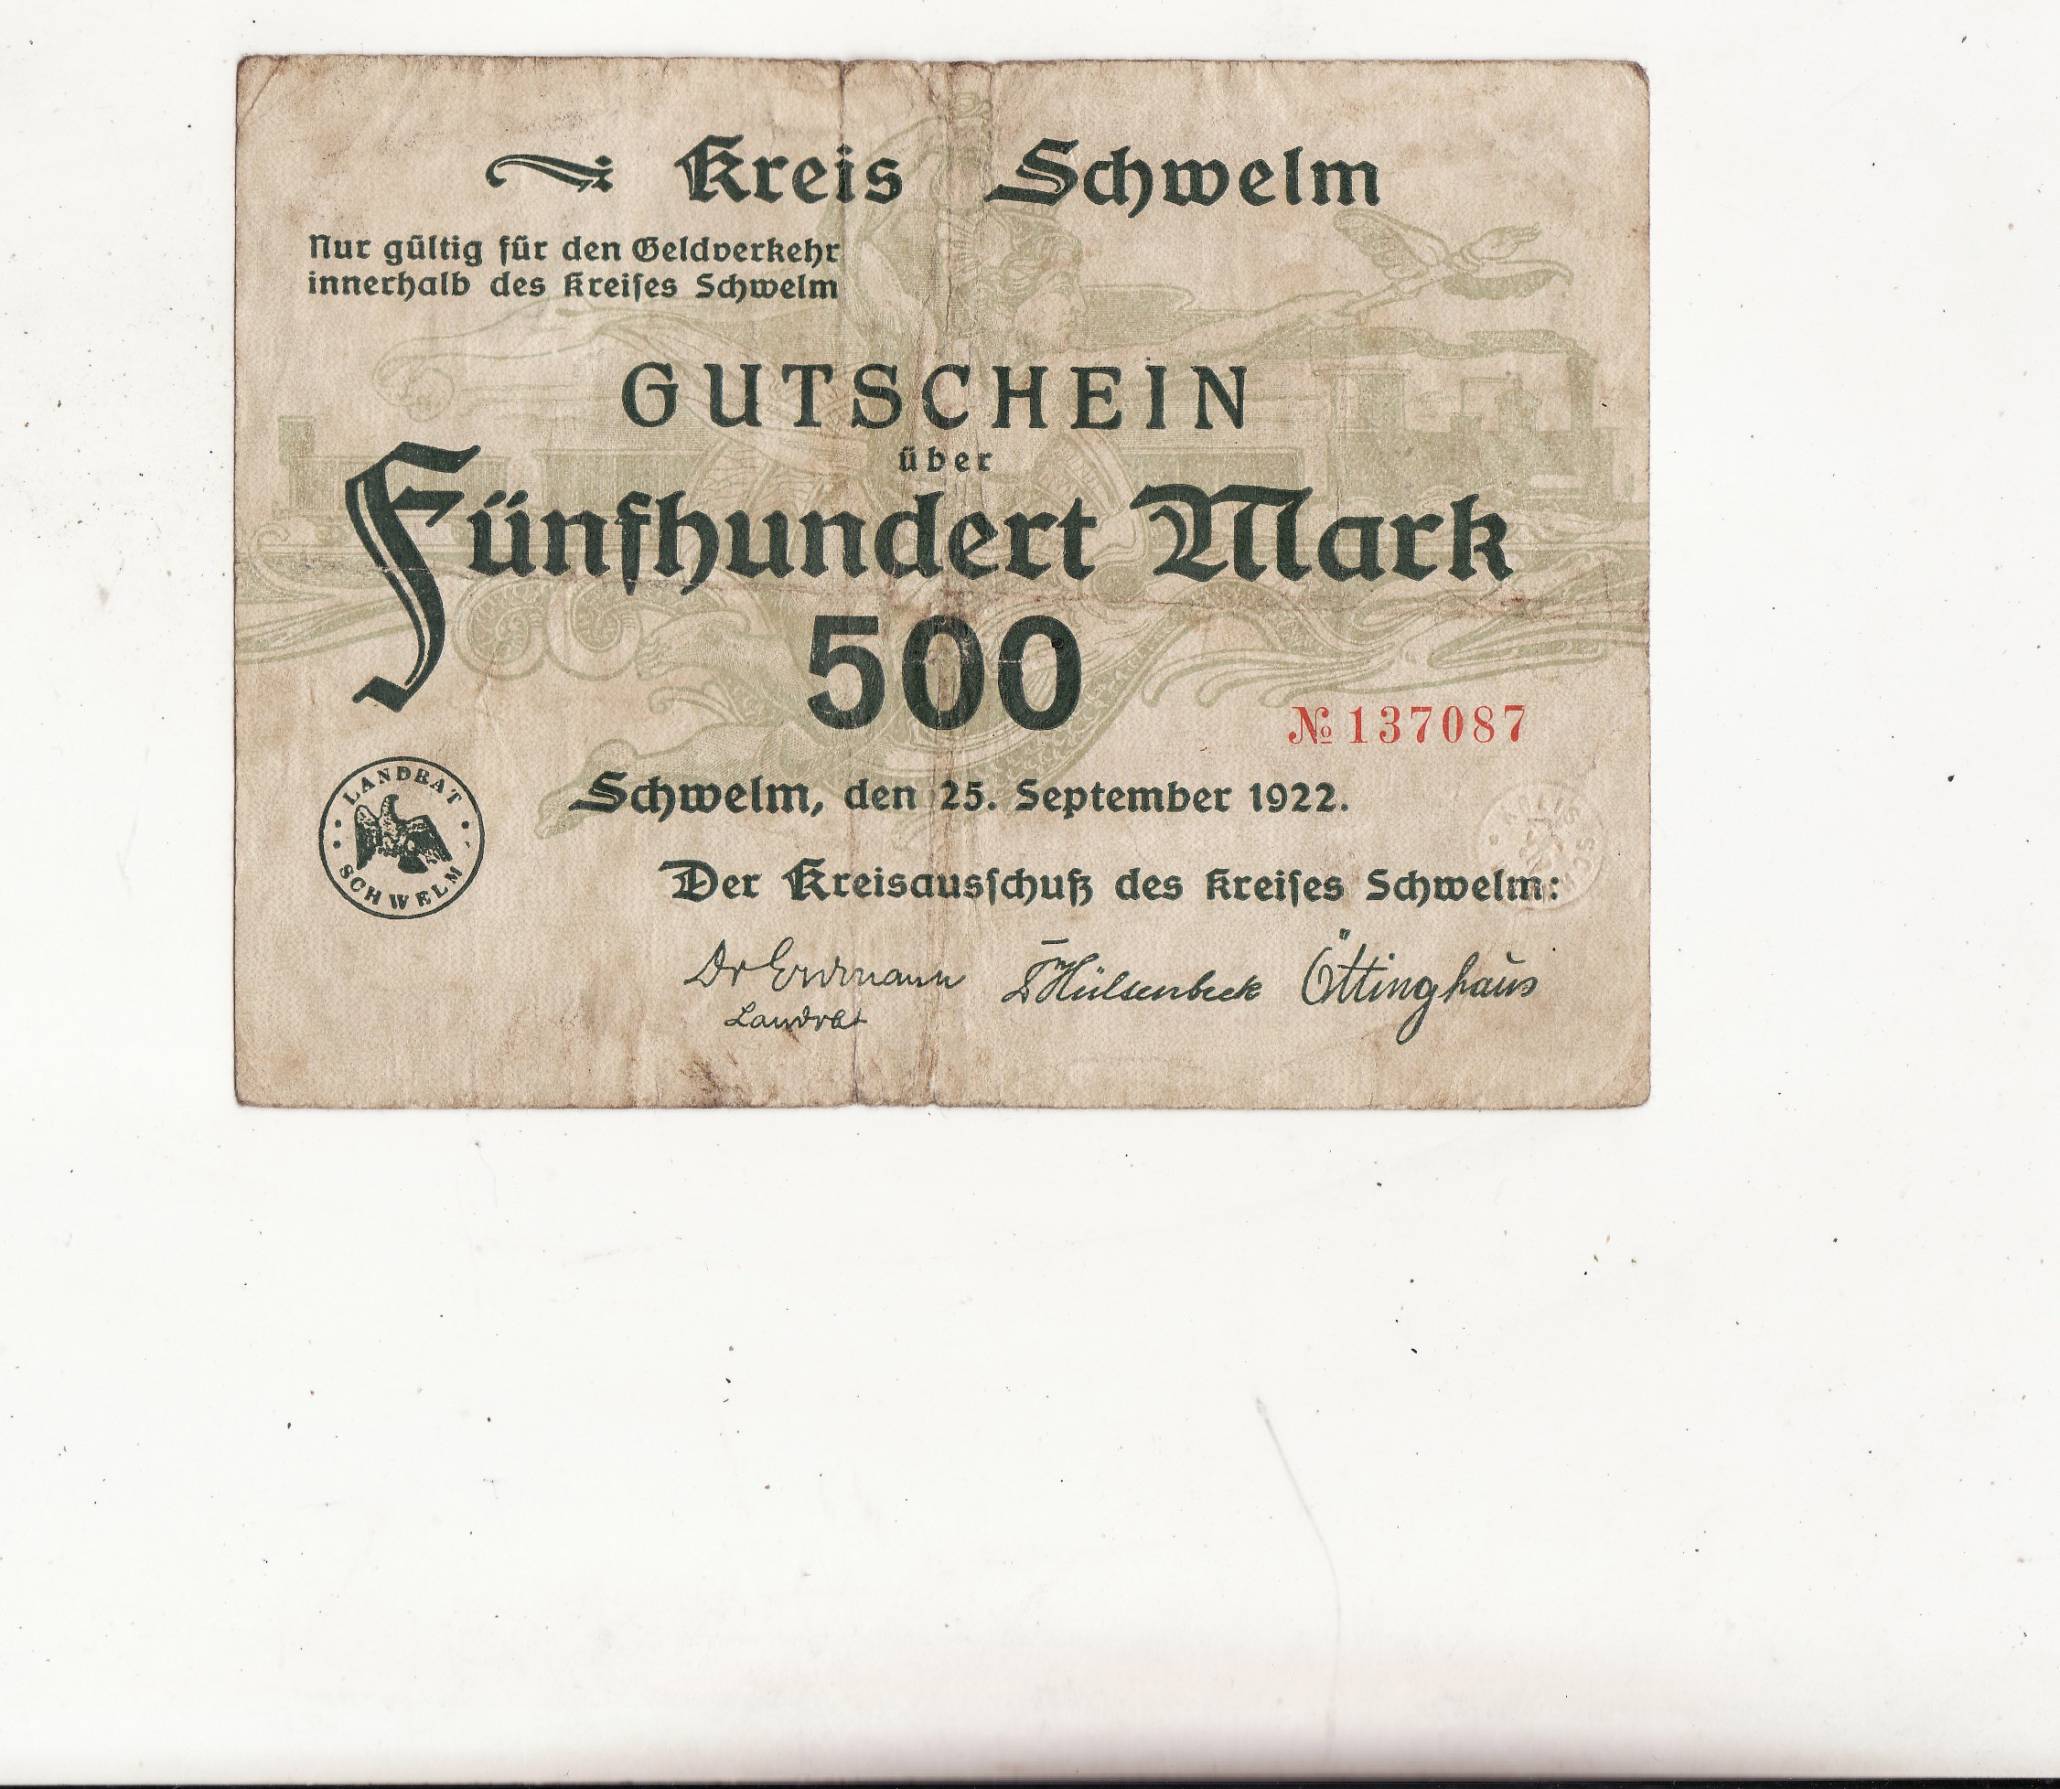 Kreis Schwelm
Nur gültig für den Geldverkehr
innerhalb des Kreiſes Schwelm
GUTSCHEIN
über
Fünfhundert Mark
500
№ 137087
Schwelm, den 25. September 1922.
LANDRAT
SCHWELM
Der Kreisausſchuß des Kreiſes Schwelm:
Dr Erdmann Hülsenbeck Öttinghaus
Landrat